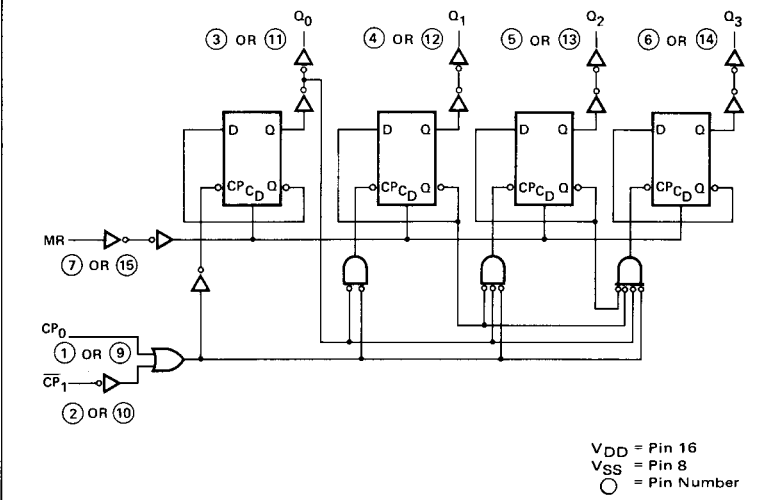 Q0 Q1 Q2 Q3
3 OR 11 4 OR 12 5 OR 13 6 OR 14
D Q D Q D Q D Q
CP CD Q CP CD Q CP CD Q CP CD Q
MR
7 OR 15
CP0
1 OR 9
C̅P̅1
2 OR 10
VDD = Pin 16
VSS = Pin 8
= Pin Number